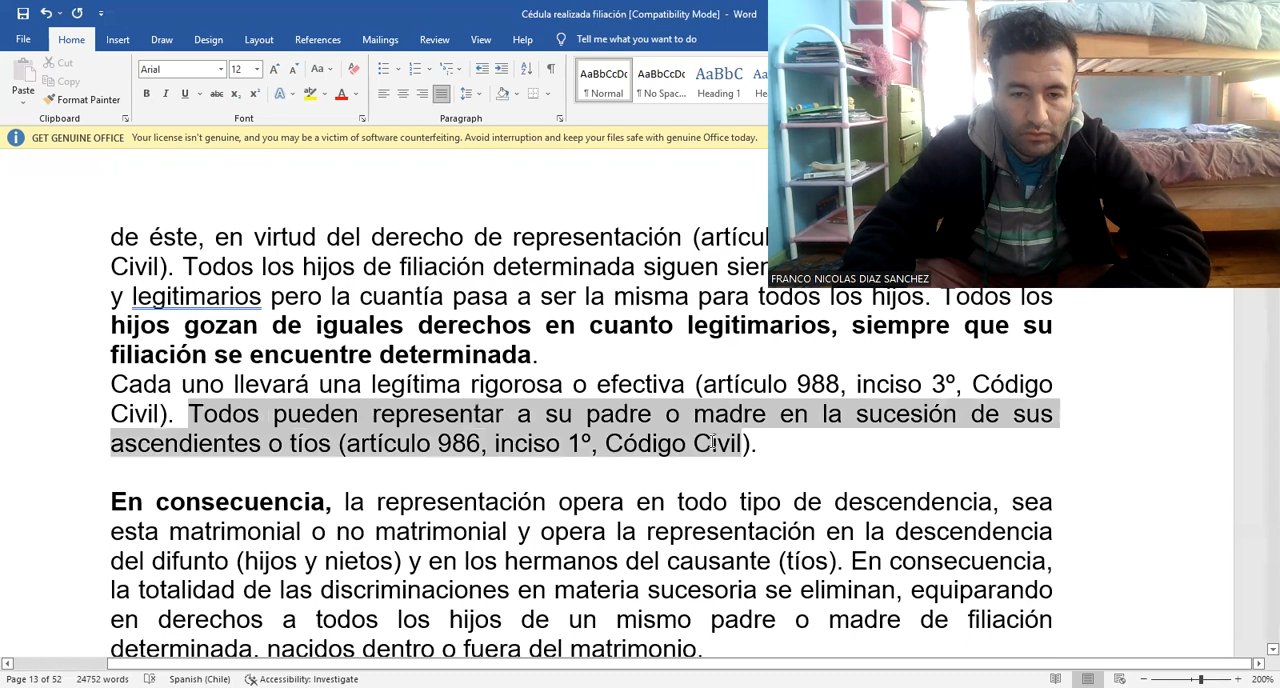 Cédula realizada filiación [Compatibility Mode] - Word
File Home Insert Draw Design Layout References Mailings Review View Help Tell me what you want to do
Paste
Cut
Copy
Format Painter
Clipboard
Arial 12
Font
Paragraph
AaBbCcDc AaBbCcDc AaBbC
¶ Normal ¶ No Spac... Heading 1
GET GENUINE OFFICE Your license isn't genuine, and you may be a victim of software counterfeiting. Avoid interruption and keep your files safe with genuine Office today.
FRANCO NICOLAS DIAZ SANCHEZ
de éste, en virtud del derecho de representación
Civil). Todos los hijos de filiación determinada siguen
y legitimarios pero la cuantía pasa a ser la misma para todos los hijos. Todos los
hijos gozan de iguales derechos en cuanto legitimarios, siempre que su
filiación se encuentre determinada.
Cada uno llevará una legítima rigorosa o efectiva (artículo 988, inciso 3º, Código
Civil). Todos pueden representar a su padre o madre en la sucesión de sus
ascendientes o tíos (artículo 986, inciso 1º, Código Civil).
En consecuencia, la representación opera en todo tipo de descendencia, sea
esta matrimonial o no matrimonial y opera la representación en la descendencia
del difunto (hijos y nietos) y en los hermanos del causante (tíos). En consecuencia,
la totalidad de las discriminaciones en materia sucesoria se eliminan, equiparando
en derechos a todos los hijos de un mismo padre o madre de filiación
determinada, nacidos dentro o fuera del matrimonio.
Page 13 of 52 24752 words Spanish (Chile) Accessibility: Investigate 200%